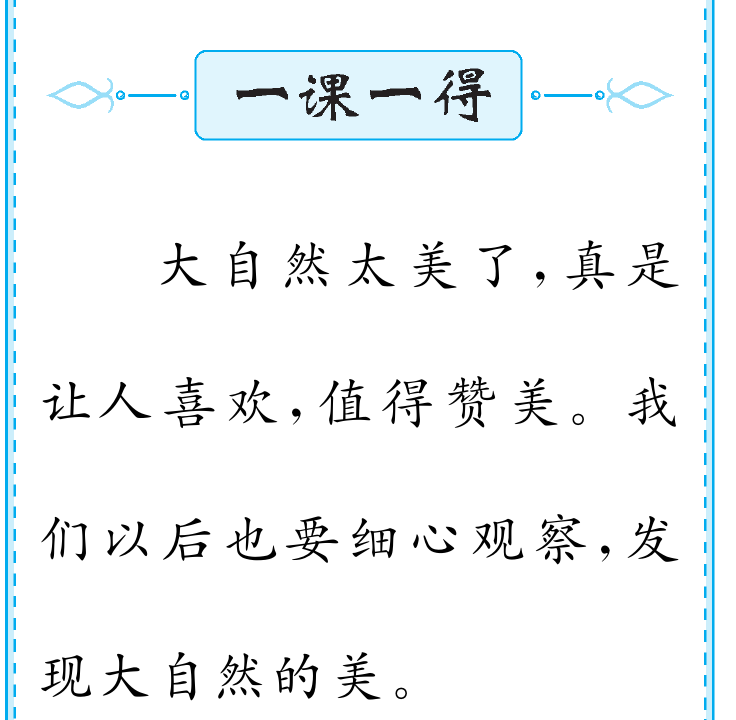 一课一得
大自然太美了,真是
让人喜欢,值得赞美。我
们以后也要细心观察,发
现大自然的美。